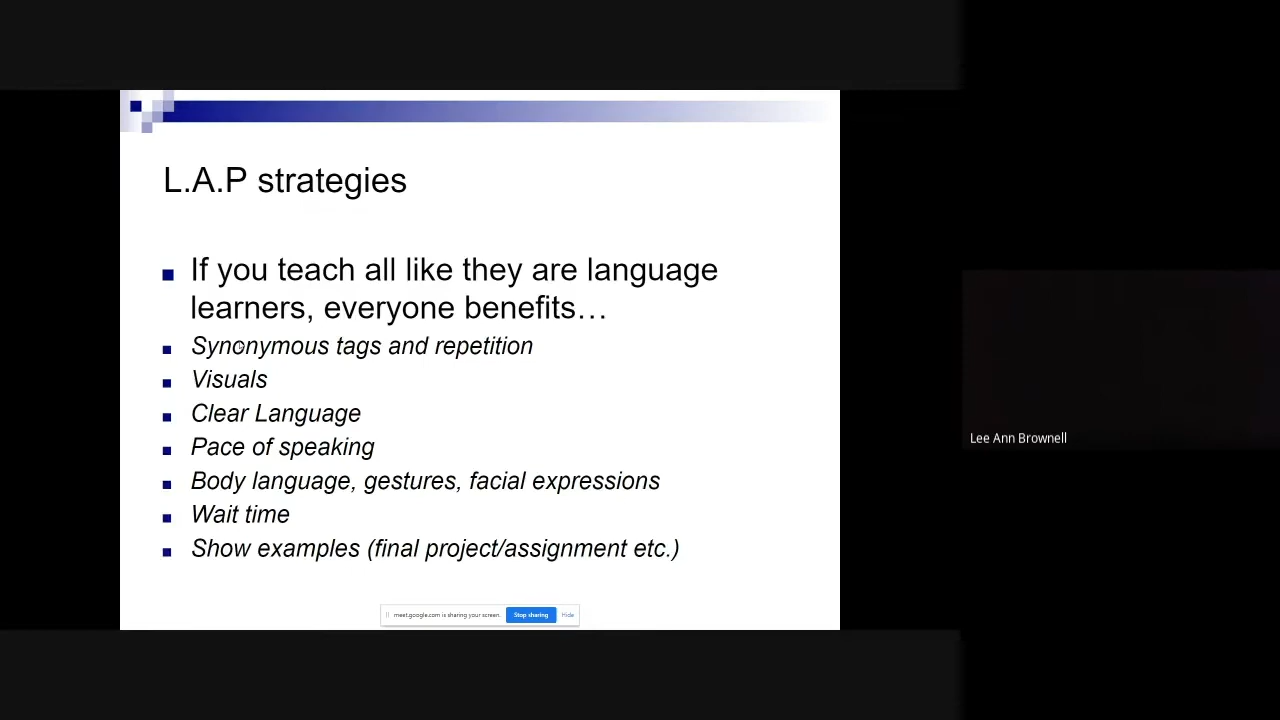 L.A.P strategies
If you teach all like they are language
learners, everyone benefits…
Synonymous tags and repetition
Visuals
Clear Language
Pace of speaking
Body language, gestures, facial expressions
Wait time
Show examples (final project/assignment etc.)
meet.google.com is sharing your screen. Stop sharing Hide
Lee Ann Brownell